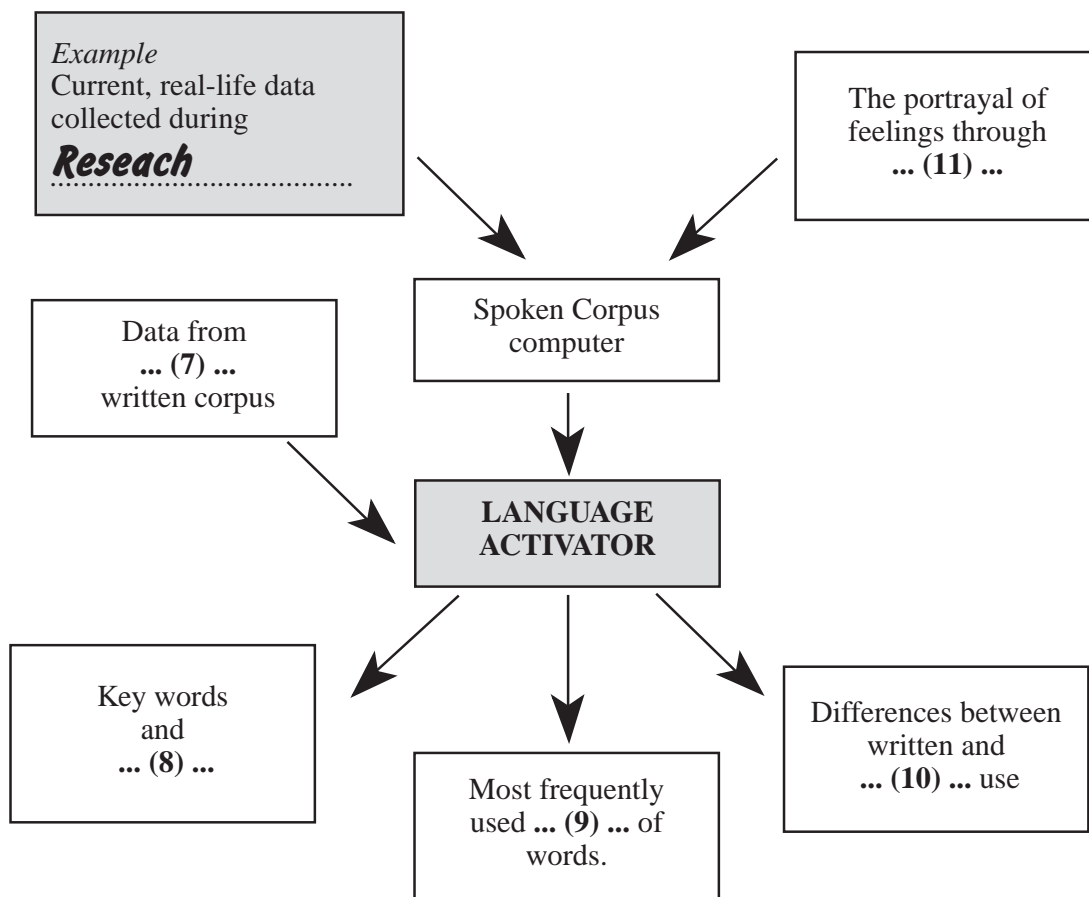 Example
Current, real-life data
collected during
Reseach
The portrayal of
feelings through
... (11) ...
Spoken Corpus
computer
Data from
... (7) ...
written corpus
LANGUAGE
ACTIVATOR
Key words
and
... (8) ...
Most frequently
used ... (9) ... of
words.
Differences between
written and
... (10) ... use